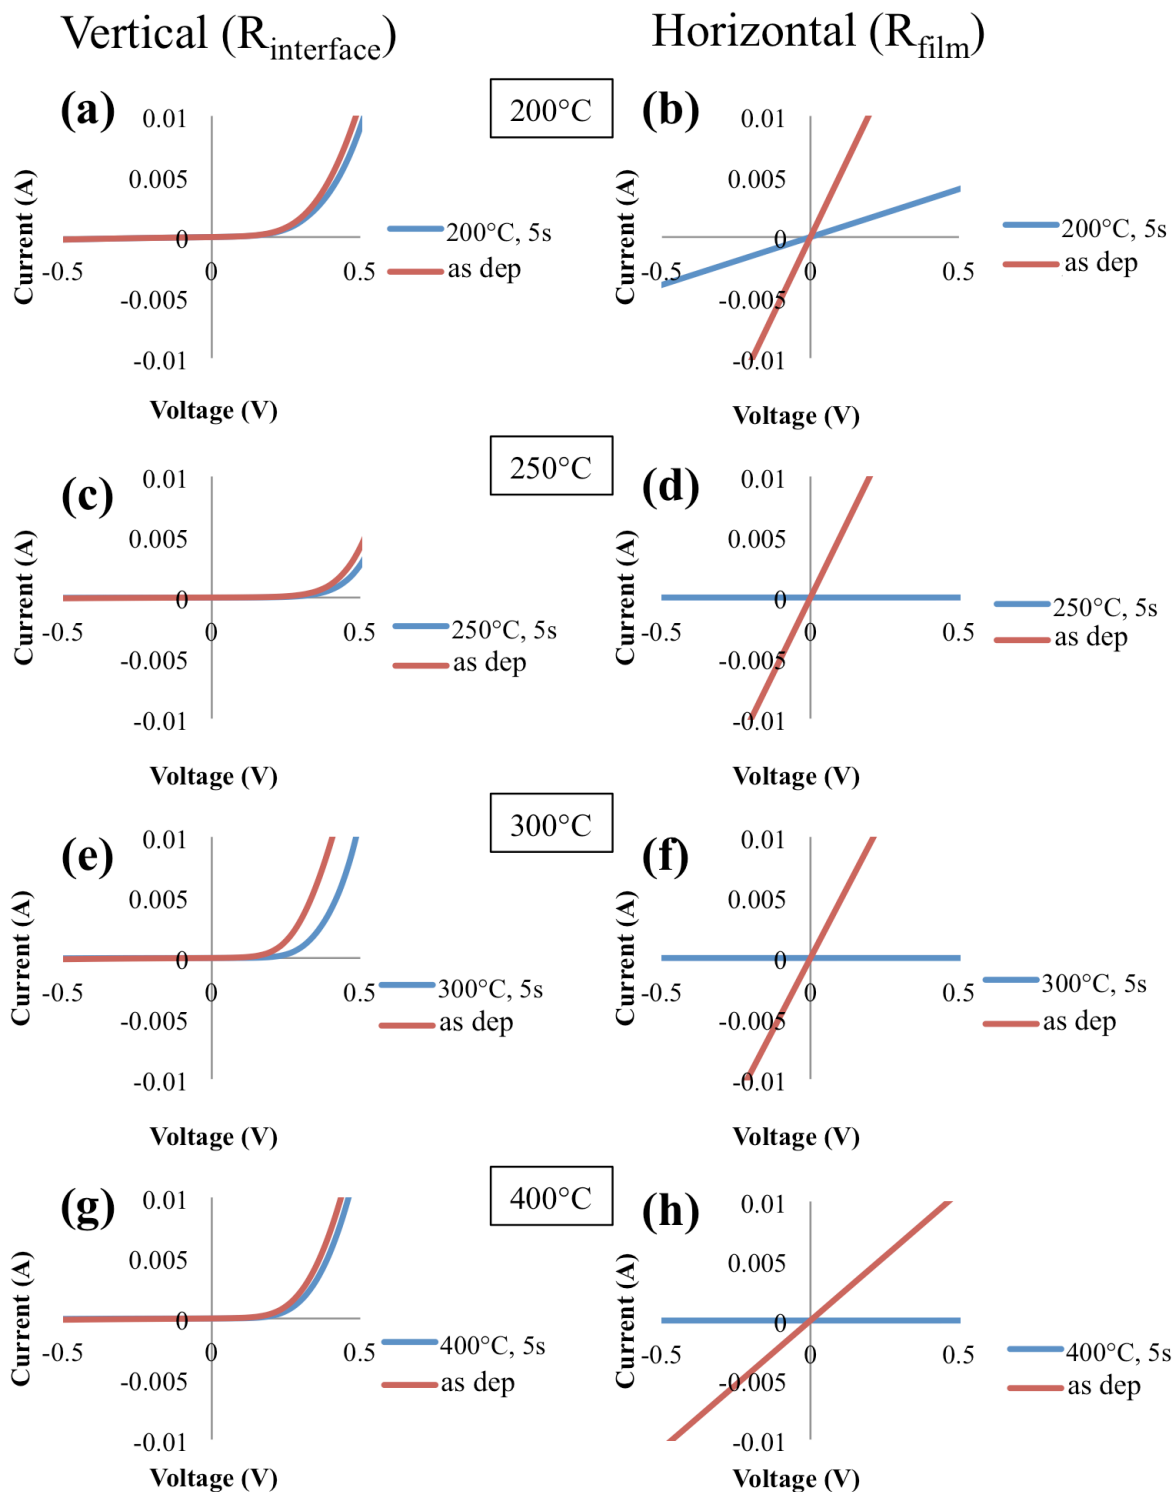 Vertical (Rinterface)
Horizontal (Rfilm)
200°C
(a)
0.01
0.005
0
-0.005
-0.01
-0.5
0
0.5
Current (A)
Voltage (V)
200°C, 5s
as dep
(b)
0.01
0.005
0
-0.005
-0.01
-0.5
0
0.5
Current (A)
Voltage (V)
200°C, 5s
as dep
250°C
(c)
0.01
0.005
0
-0.005
-0.01
-0.5
0
0.5
Current (A)
Voltage (V)
250°C, 5s
as dep
(d)
0.01
0.005
0
-0.005
-0.01
-0.5
0
0.5
Current (A)
Voltage (V)
250°C, 5s
as dep
300°C
(e)
0.01
0.005
0
-0.005
-0.01
-0.5
0
0.5
Current (A)
Voltage (V)
300°C, 5s
as dep
(f)
0.01
0.005
0
-0.005
-0.01
-0.5
0
0.5
Current (A)
Voltage (V)
300°C, 5s
as dep
400°C
(g)
0.01
0.005
0
-0.005
-0.01
-0.5
0
0.5
Current (A)
Voltage (V)
400°C, 5s
as dep
(h)
0.01
0.005
0
-0.005
-0.01
-0.5
0
0.5
Current (A)
Voltage (V)
400°C, 5s
as dep